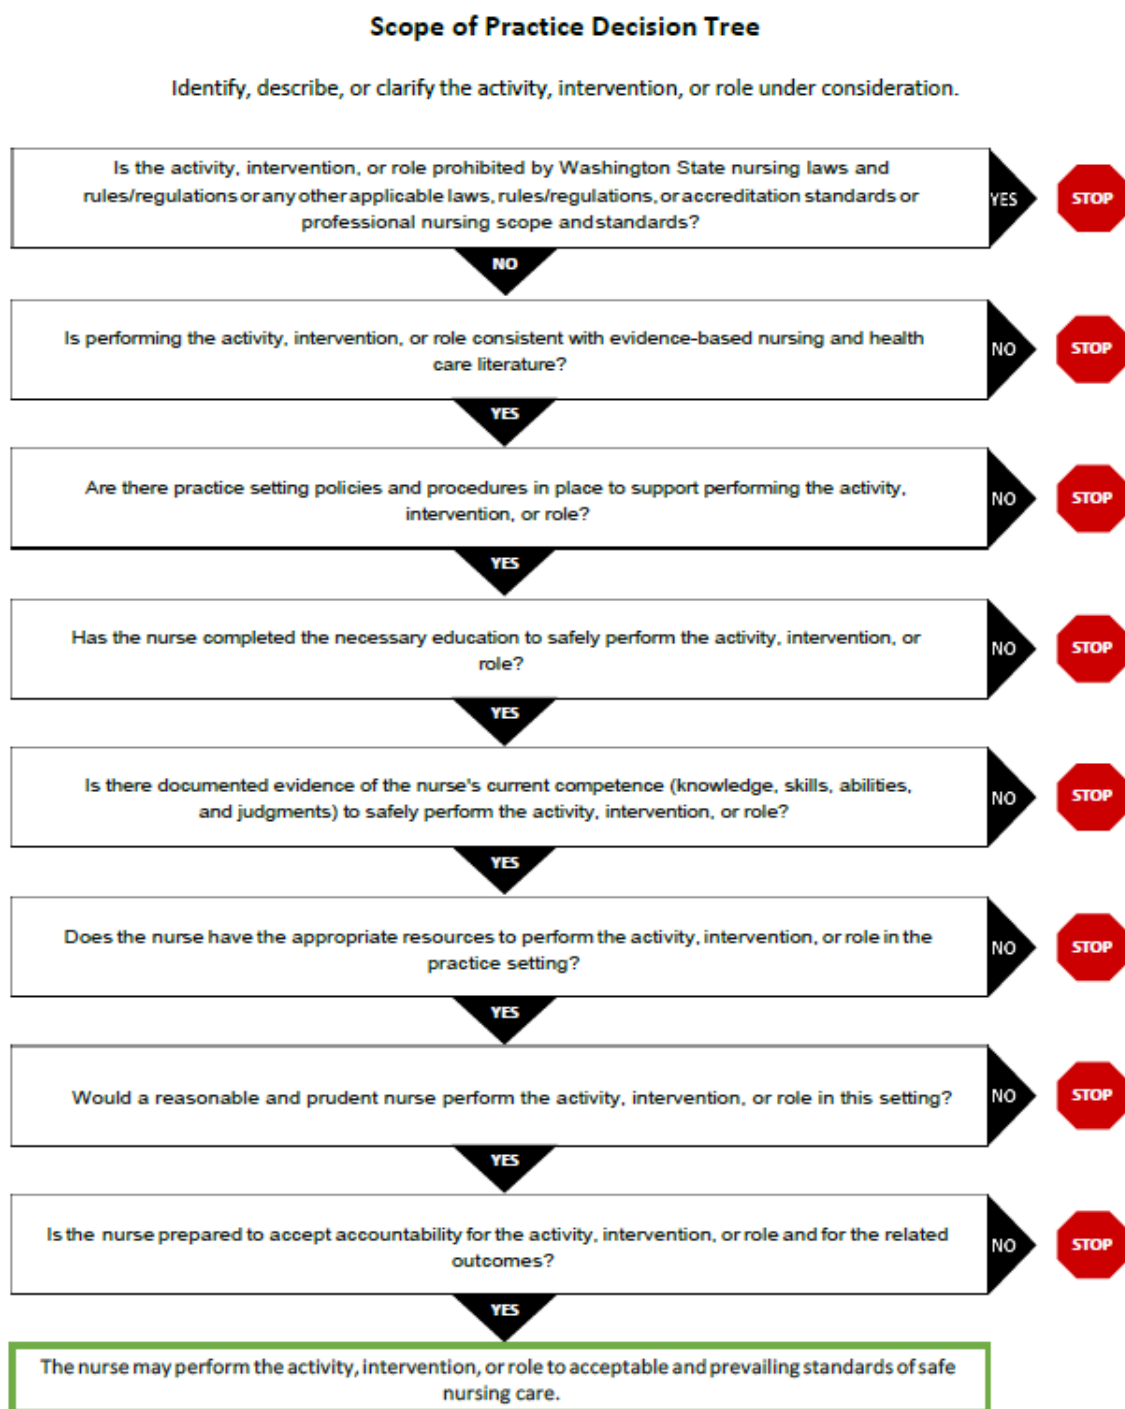 Scope of Practice Decision Tree
Identify, describe, or clarify the activity, intervention, or role under consideration.
Is the activity, intervention, or role prohibited by Washington State nursing laws and
rules/regulations or any other applicable laws, rules/regulations, or accreditation standards or
professional nursing scope and standards?
YES
STOP
NO
Is performing the activity, intervention, or role consistent with evidence-based nursing and health
care literature?
NO
STOP
YES
Are there practice setting policies and procedures in place to support performing the activity,
intervention, or role?
NO
STOP
YES
Has the nurse completed the necessary education to safely perform the activity, intervention, or
role?
NO
STOP
YES
Is there documented evidence of the nurse's current competence (knowledge, skills, abilities,
and judgments) to safely perform the activity, intervention, or role?
NO
STOP
YES
Does the nurse have the appropriate resources to perform the activity, intervention, or role in the
practice setting?
NO
STOP
YES
Would a reasonable and prudent nurse perform the activity, intervention, or role in this setting?
NO
STOP
YES
Is the nurse prepared to accept accountability for the activity, intervention, or role and for the related
outcomes?
NO
STOP
YES
The nurse may perform the activity, intervention, or role to acceptable and prevailing standards of safe
nursing care.